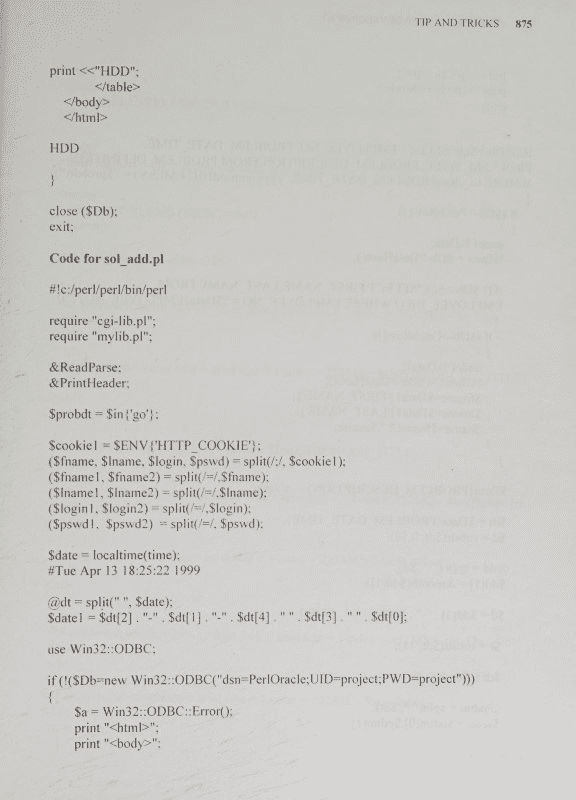 TIP AND TRICKS 875
print <<"HDD";
</table>
</body>
</html>
HDD
}
close ($Db);
exit;
Code for sol_add.pl
#!c:/perl/perl/bin/perl
require "cgi-lib.pl";
require "mylib.pl";
&ReadParse;
&PrintHeader;
$probdt = $in{'go'};
$cookie1 = $ENV{'HTTP_COOKIE'};
($fname, $lname, $login, $pswd) = split(/;/, $cookie1);
($fname1, $fname2) = split(/=/,$fname);
($lname1, $lname2) = split(/=/,$lname);
($login1, $login2) = split(/=/,$login);
($pswd1, $pswd2) = split(/=/, $pswd);
$date = localtime(time);
#Tue Apr 13 18:25:22 1999
@dt = split(" ", $date);
$date1 = $dt[2] . "-" . $dt[1] . "-" . $dt[4] . " " . $dt[3] . " " . $dt[0];
use Win32::ODBC;
if (!($Db=new Win32::ODBC("dsn=PerlOracle;UID=project;PWD=project")))
{
$a = Win32::ODBC::Error();
print "<html>";
print "<body>";